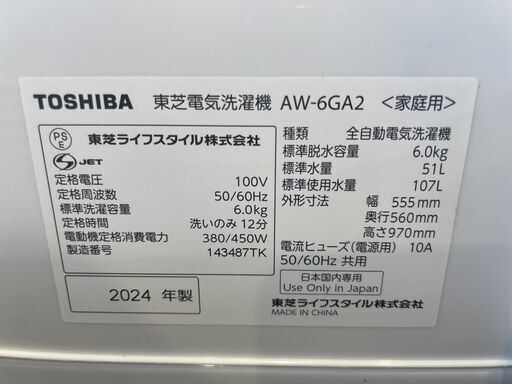 TOSHIBA 東芝電気洗濯機 AW-6GA2 <家庭用>
PSE 東芝ライフスタイル株式会社
S JET
定格電圧 100V
定格周波数 50/60Hz
標準洗濯容量 6.0kg
定格時間 洗いのみ 12分
電動機定格消費電力 380/450W
製造番号 143487TK
2024 年製
種類 全自動電気洗濯機
標準脱水容量 6.0kg
標準水量 51L
標準使用水量 107L
外形寸法 幅 555mm
奥行560mm
高さ970mm
電流ヒューズ(電源用) 10A
50/60Hz 共用
日本国内専用
Use Only in Japan
東芝ライフスタイル株式会社
MADE IN CHINA